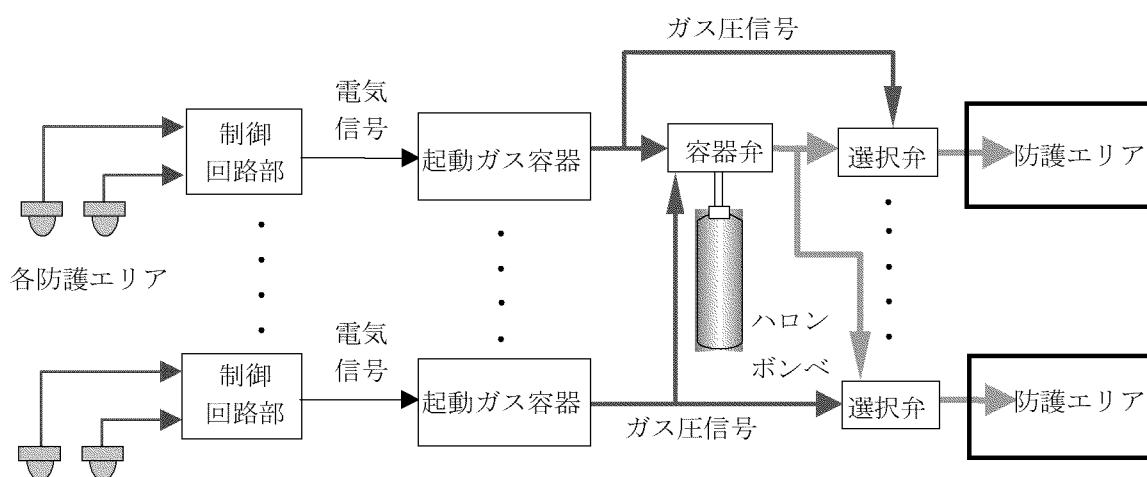 ガス圧信号
電気
信号
制御
回路部
起動ガス容器
容器弁
選択弁
防護エリア
各防護エリア
ハロン
ボンベ
電気
信号
制御
回路部
起動ガス容器
ガス圧信号
選択弁
防護エリア